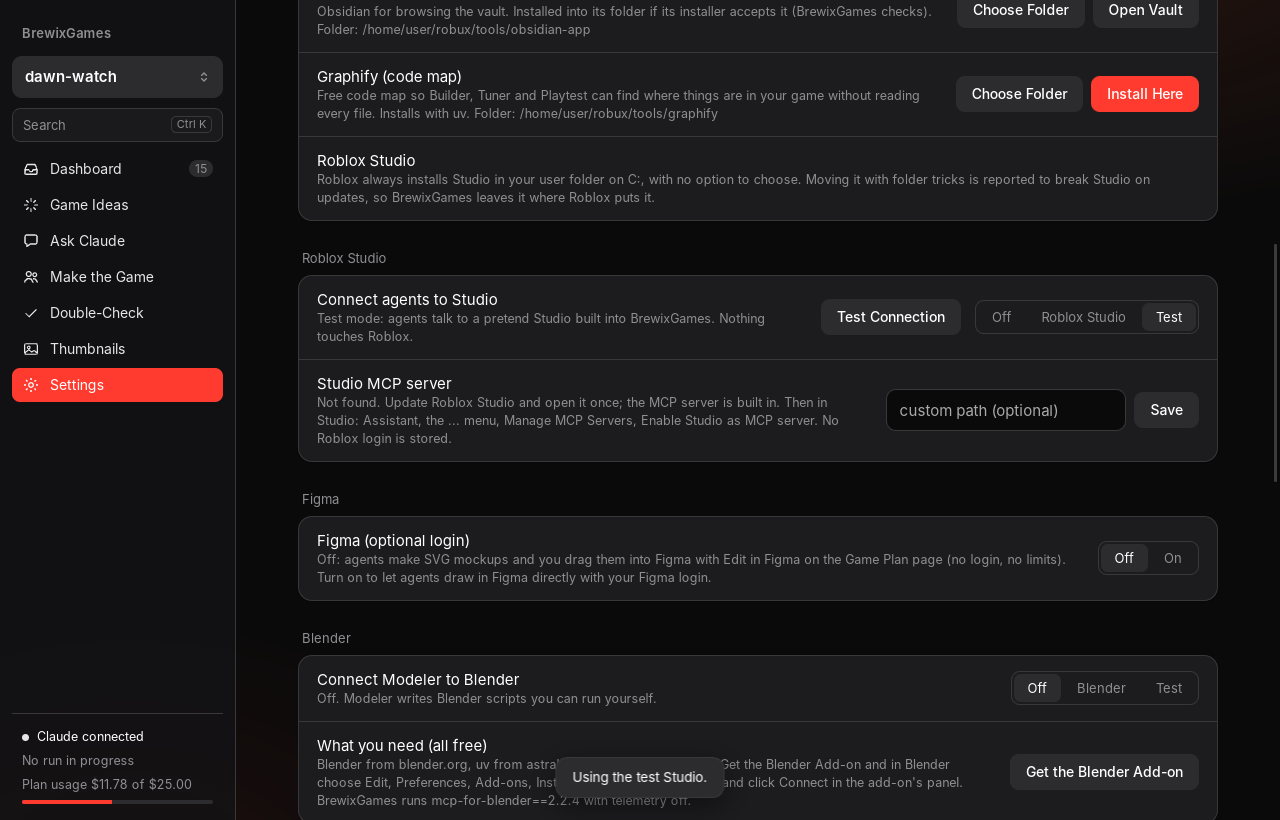 BrewixGames
dawn-watch
Search
Ctrl K
Dashboard
15
Game Ideas
Ask Claude
Make the Game
Double-Check
Thumbnails
Settings
Claude connected
No run in progress
Plan usage $11.78 of $25.00
Obsidian for browsing the vault. Installed into its folder if its installer accepts it (BrewixGames checks).
Folder: /home/user/robux/tools/obsidian-app
Choose Folder
Open Vault
Graphify (code map)
Free code map so Builder, Tuner and Playtest can find where things are in your game without reading
every file. Installs with uv. Folder: /home/user/robux/tools/graphify
Choose Folder
Install Here
Roblox Studio
Roblox always installs Studio in your user folder on C:, with no option to choose. Moving it with folder tricks is reported to break Studio on
updates, so BrewixGames leaves it where Roblox puts it.
Roblox Studio
Connect agents to Studio
Test mode: agents talk to a pretend Studio built into BrewixGames. Nothing
touches Roblox.
Test Connection
Off
Roblox Studio
Test
Studio MCP server
Not found. Update Roblox Studio and open it once; the MCP server is built in. Then in
Studio: Assistant, the ... menu, Manage MCP Servers, Enable Studio as MCP server. No
Roblox login is stored.
custom path (optional)
Save
Figma
Figma (optional login)
Off: agents make SVG mockups and you drag them into Figma with Edit in Figma on the Game Plan page (no login, no limits).
Turn on to let agents draw in Figma directly with your Figma login.
Off
On
Blender
Connect Modeler to Blender
Off. Modeler writes Blender scripts you can run yourself.
Off
Blender
Test
What you need (all free)
Blender from blender.org, uv from Get the Blender Add-on and in Blender
choose Edit, Preferences, Add-ons, and click Connect in the add-on's panel.
BrewixGames runs mcp-for-blender==2.2.4 with telemetry off.
Get the Blender Add-on
Using the test Studio.